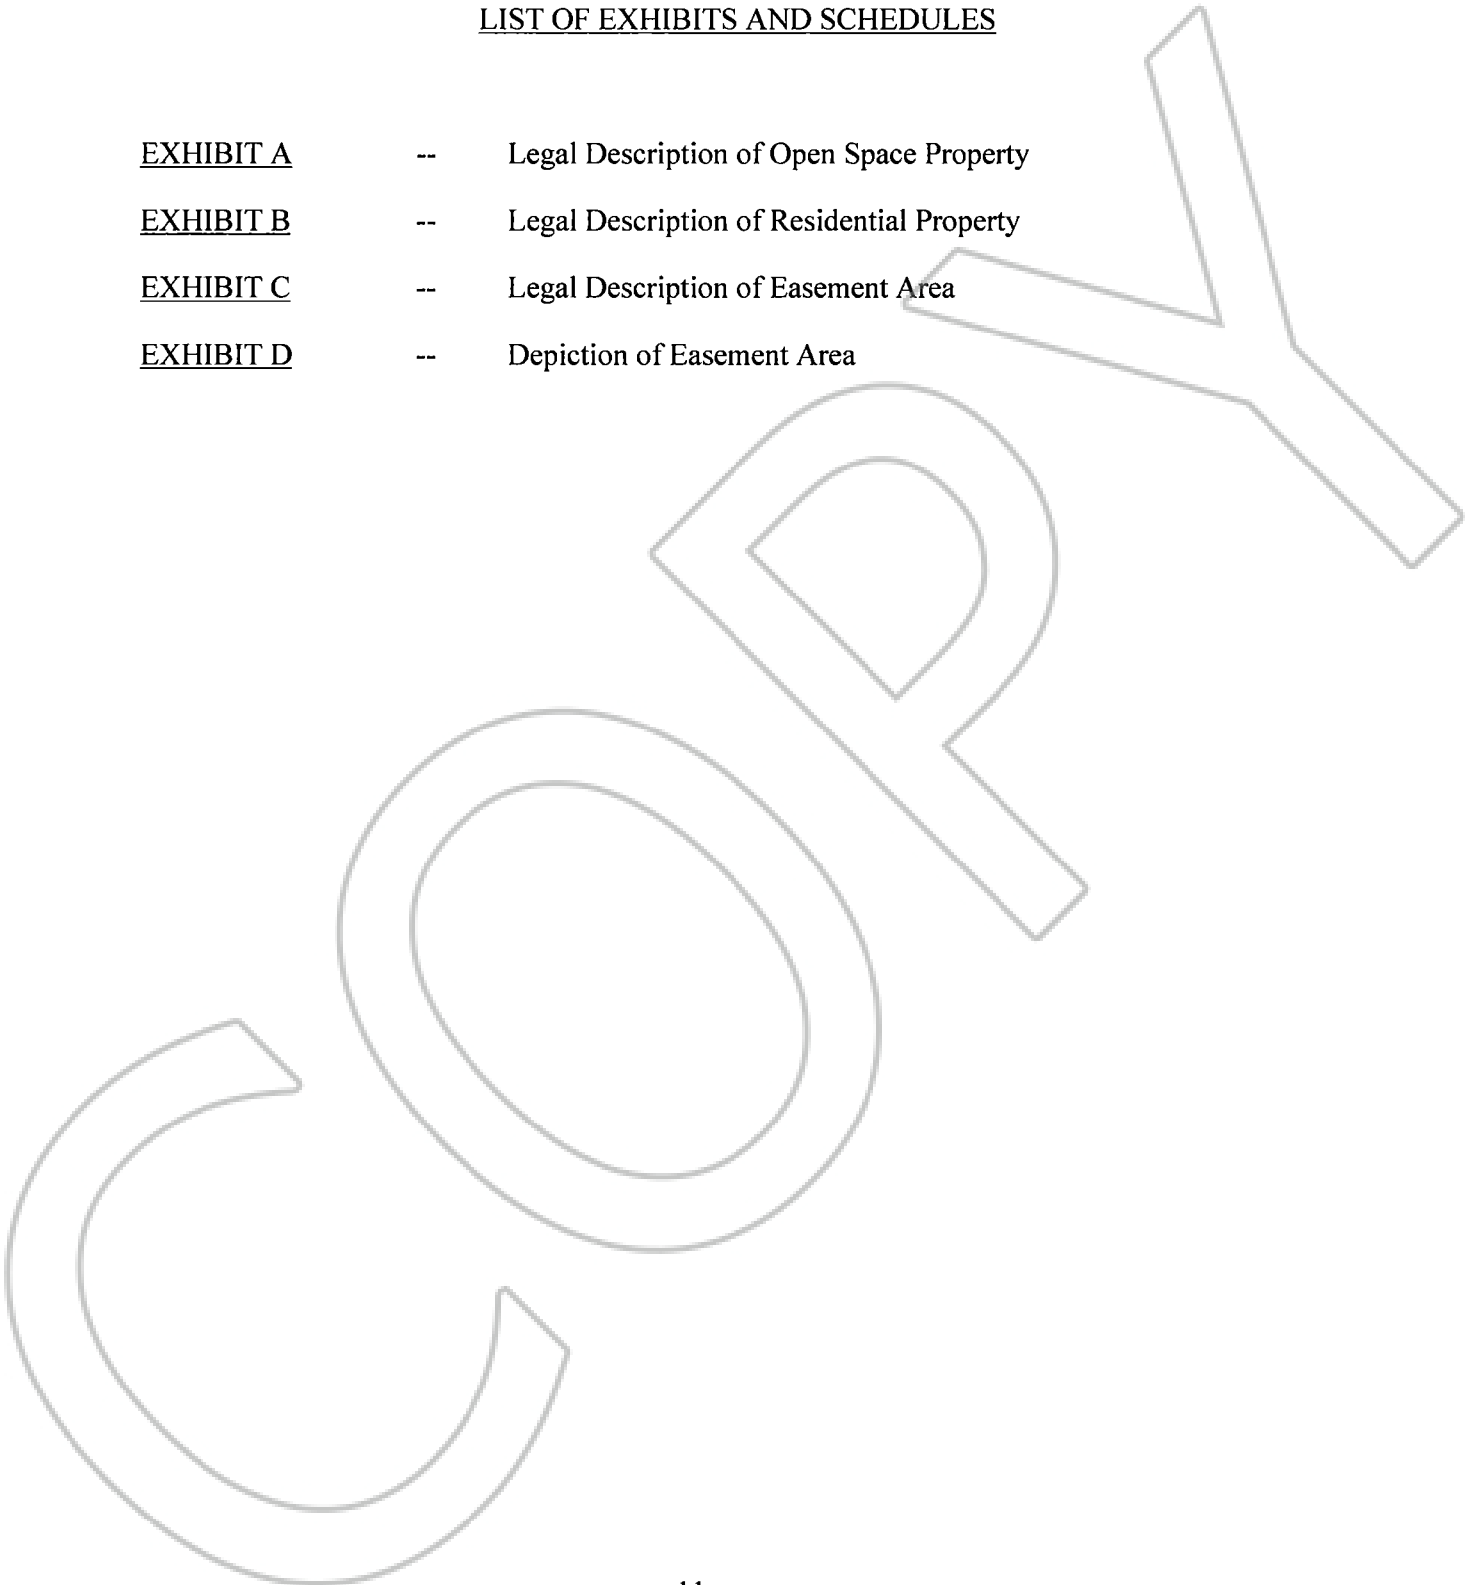 LIST OF EXHIBITS AND SCHEDULES
EXHIBIT A -- Legal Description of Open Space Property
EXHIBIT B -- Legal Description of Residential Property
EXHIBIT C -- Legal Description of Easement Area
EXHIBIT D -- Depiction of Easement Area
COPY